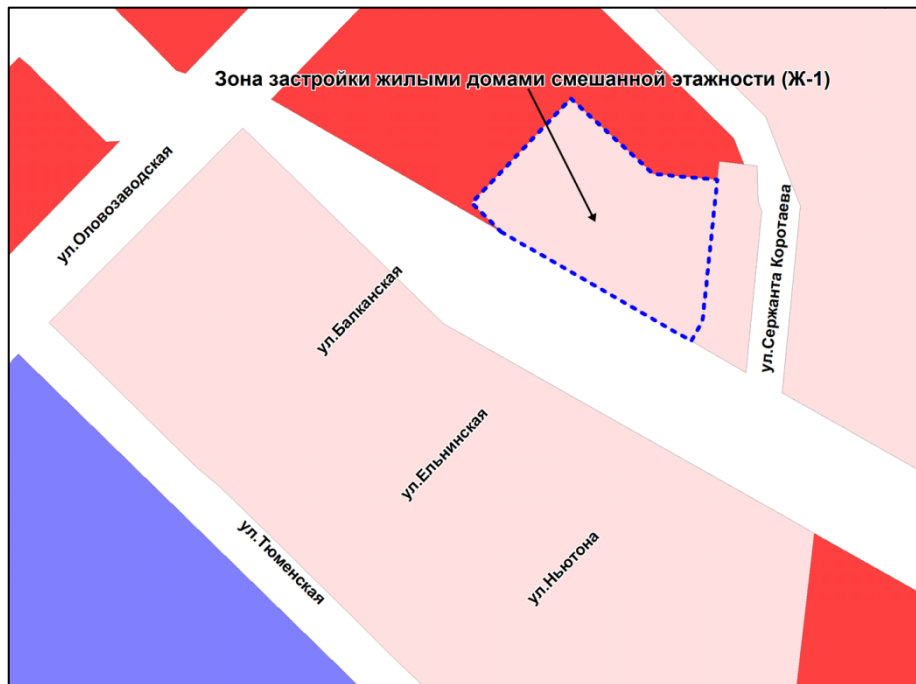 Зона застройки жилыми домами смешанной этажности (Ж-1)
ул.Оловозаводская
ул.Сержанта Коротаева
ул.Балканская
ул.Ельнинская
ул.Тюменская
ул.Ньютона